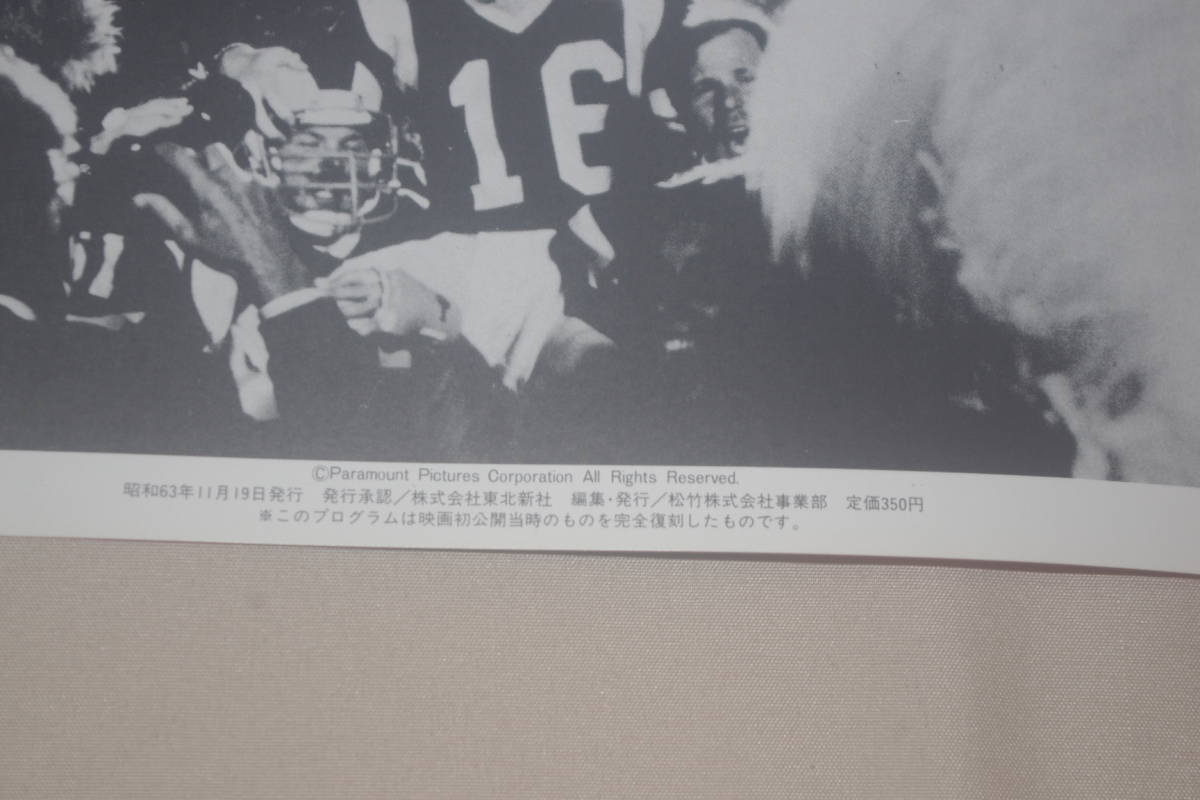 16
©Paramount Pictures Corporation All Rights Reserved.
昭和63年11月19日発行　発行承認／株式会社東北新社　編集・発行／松竹株式会社事業部　定価350円
※このプログラムは映画初公開当時のものを完全復刻したものです。